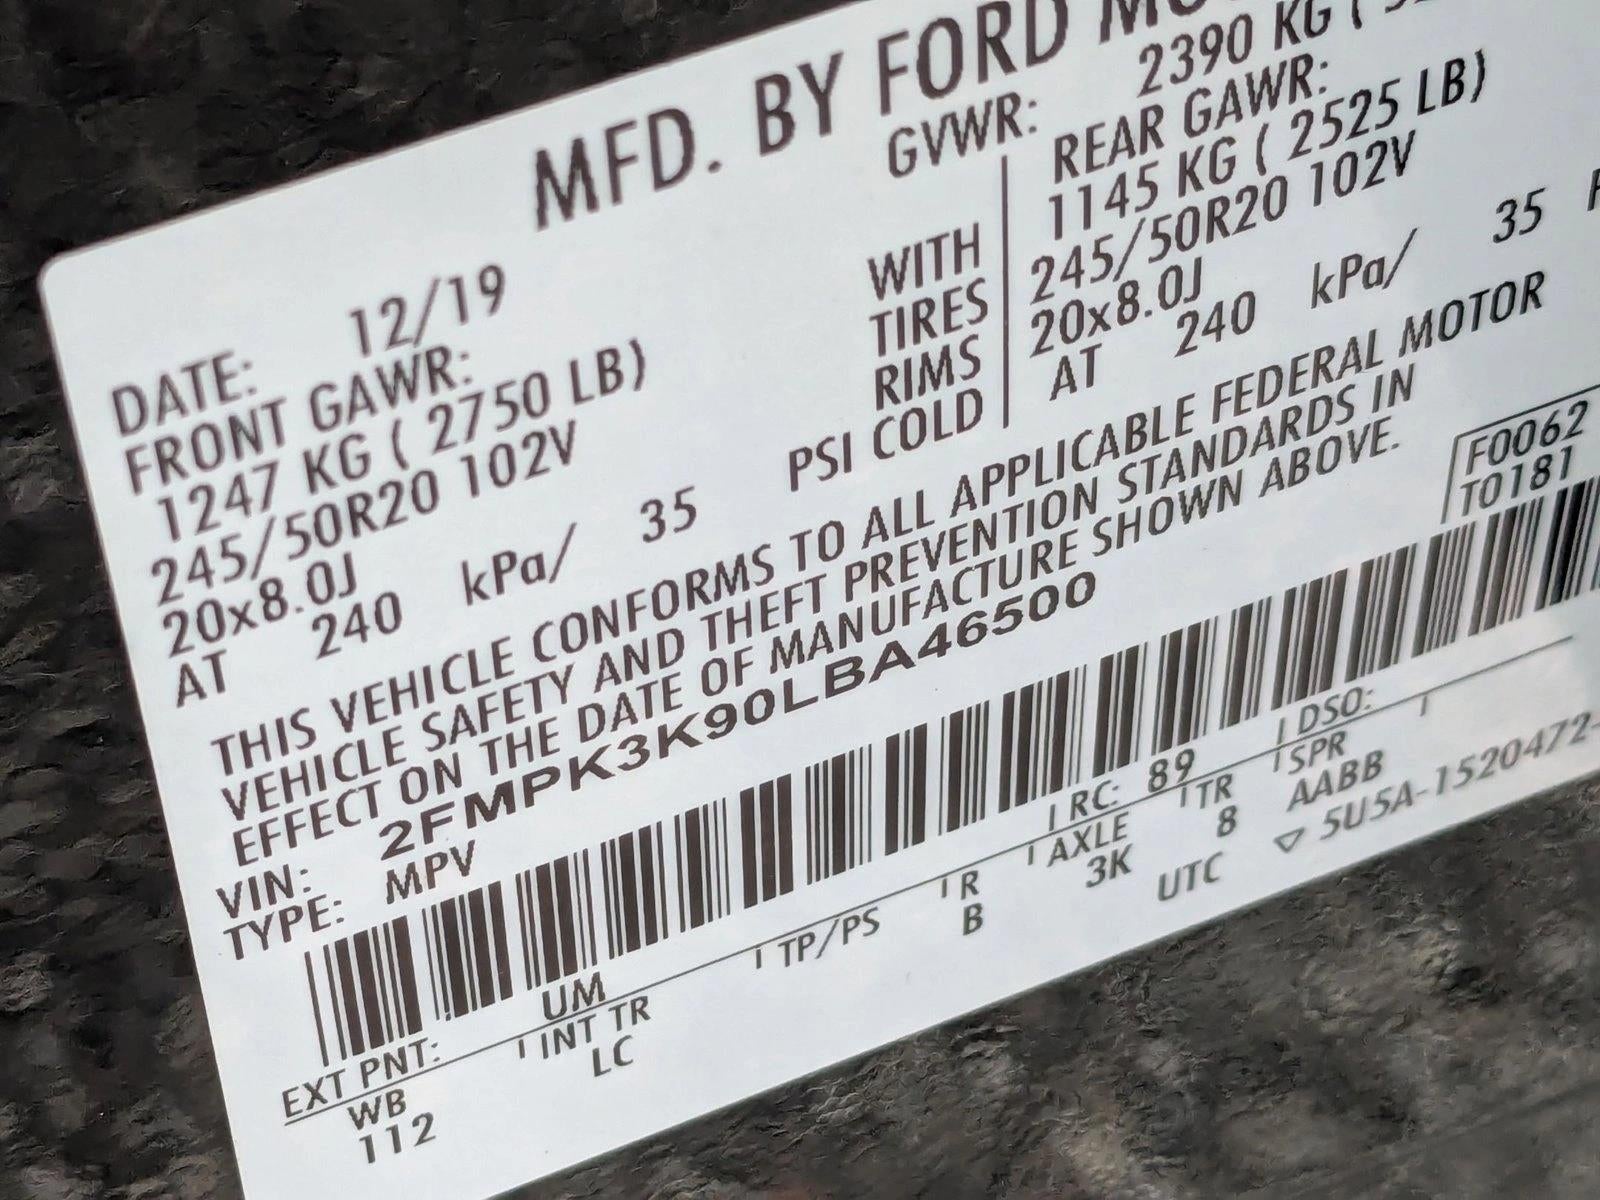 MFD. BY FORD
GVWR: 2390 KG (
DATE: 12/19
FRONT GAWR: REAR GAWR:
1247 KG ( 2750 LB) WITH 1145 KG ( 2525 LB)
245/50R20 102V TIRES 245/50R20 102V
20x8.0J RIMS 20x8.0J
AT 240 kPa/ 35 PSI COLD AT 240 kPa/ 35
THIS VEHICLE CONFORMS TO ALL APPLICABLE FEDERAL MOTOR
VEHICLE SAFETY AND THEFT PREVENTION STANDARDS IN
EFFECT ON THE DATE OF MANUFACTURE SHOWN ABOVE.
VIN: 2FMPK3K90LBA46500
TYPE: MPV
F0062
T0181
EXT PNT: UM RC: 89 DSO:
WB INT TR TP/PS R AXLE TR SPR
112 LC B 3K 8 AABB
UTC ▽ 5U5A-1520472-